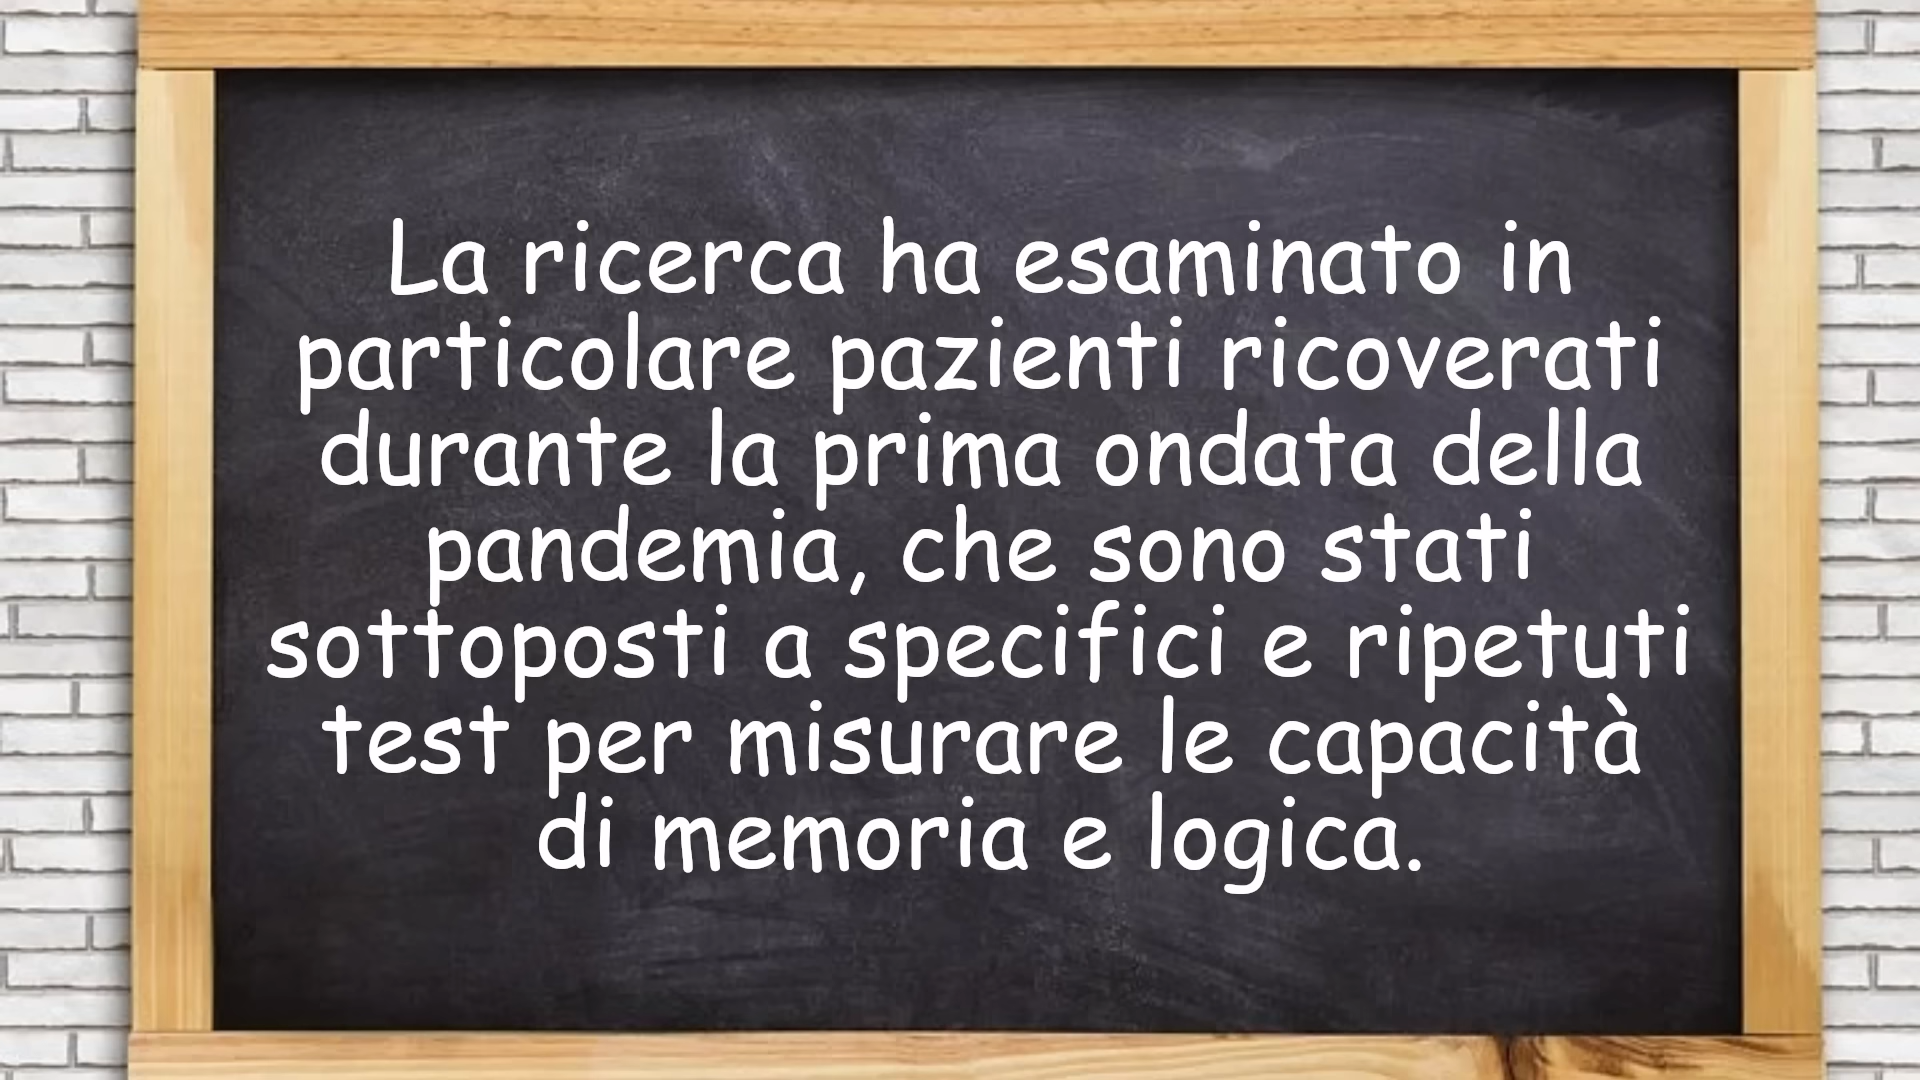 La ricerca ha esaminato in
particolare pazienti ricoverati
durante la prima ondata della
pandemia, che sono stati
sottoposti a specifici e ripetuti
test per misurare le capacità
di memoria e logica.